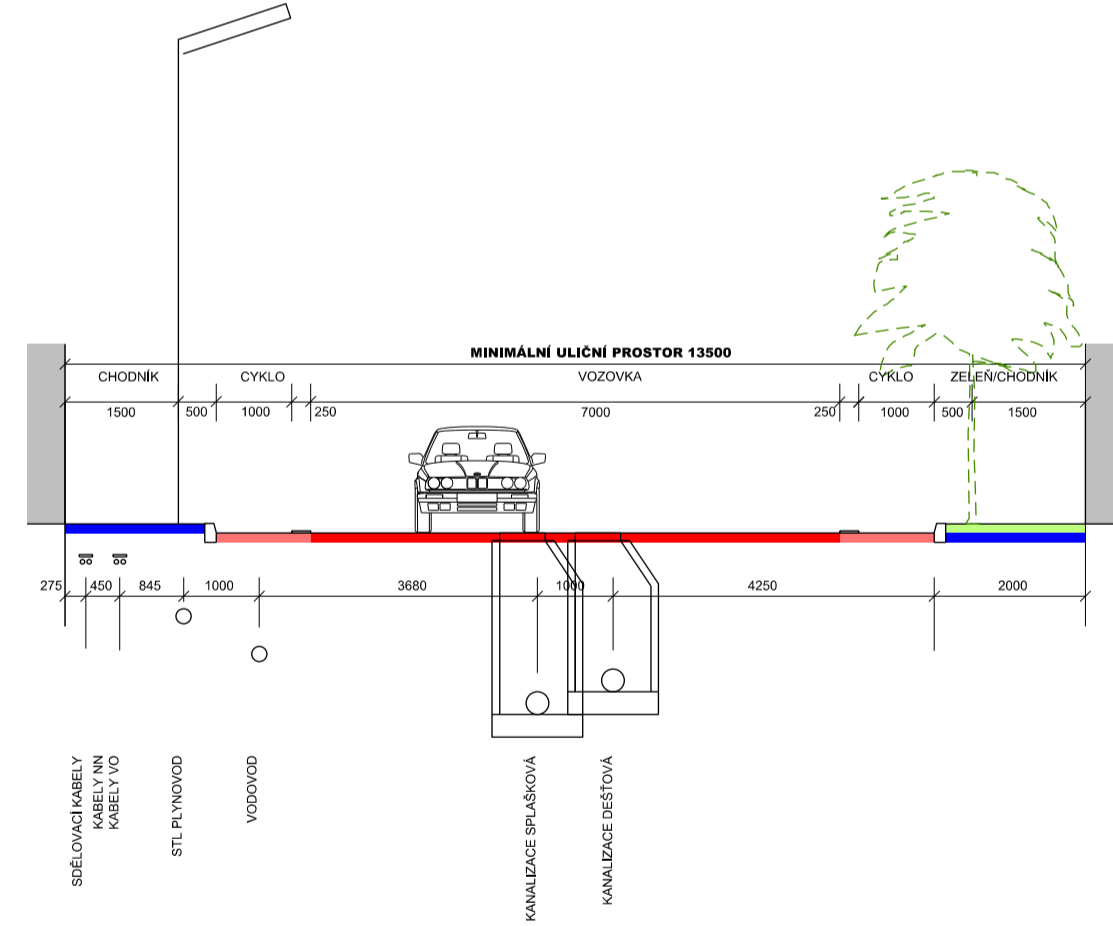 MINIMÁLNÍ ULIČNÍ PROSTOR 13500
CHODNÍK CYKLO VOZOVKA CYKLO ZELEŇ/CHODNÍK
1500 500 1000 250 7000 250 1000 500 1500
275 450 845 1000 3680 1000 4250 2000
SDĚLOVACÍ KABELY
KABELY NN
KABELY VO
STL PLYNOVOD
VODOVOD
KANALIZACE SPLAŠKOVÁ
KANALIZACE DEŠŤOVÁ